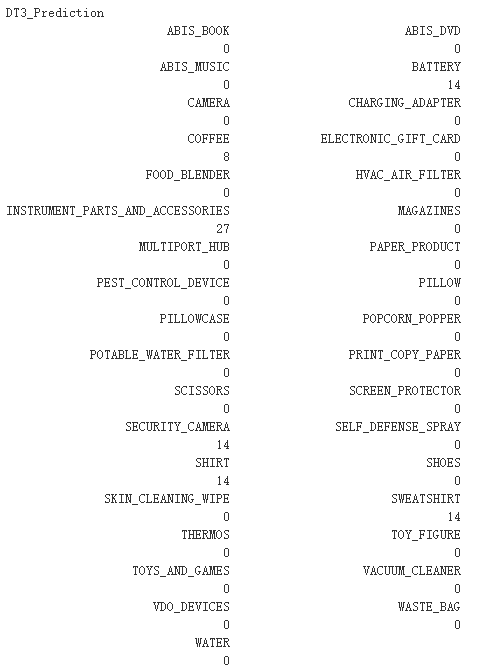 DT3_Prediction
ABIS_BOOK ABIS_DVD
0 0
ABIS_MUSIC BATTERY
0 14
CAMERA CHARGING_ADAPTER
0 0
COFFEE ELECTRONIC_GIFT_CARD
8 0
FOOD_BLENDER HVAC_AIR_FILTER
0 0
INSTRUMENT_PARTS_AND_ACCESSORIES MAGAZINES
27 0
MULTIPORT_HUB PAPER_PRODUCT
0 0
PEST_CONTROL_DEVICE PILLOW
0 0
PILLOWCASE POPCORN_POPPER
0 0
POTABLE_WATER_FILTER PRINT_COPY_PAPER
0 0
SCISSORS SCREEN_PROTECTOR
0 0
SECURITY_CAMERA SELF_DEFENSE_SPRAY
14 0
SHIRT SHOES
14 0
SKIN_CLEANING_WIPE SWEATSHIRT
0 14
THERMOS TOY_FIGURE
0 0
TOYS_AND_GAMES VACUUM_CLEANER
0 0
VDO_DEVICES WASTE_BAG
0 0
WATER
0